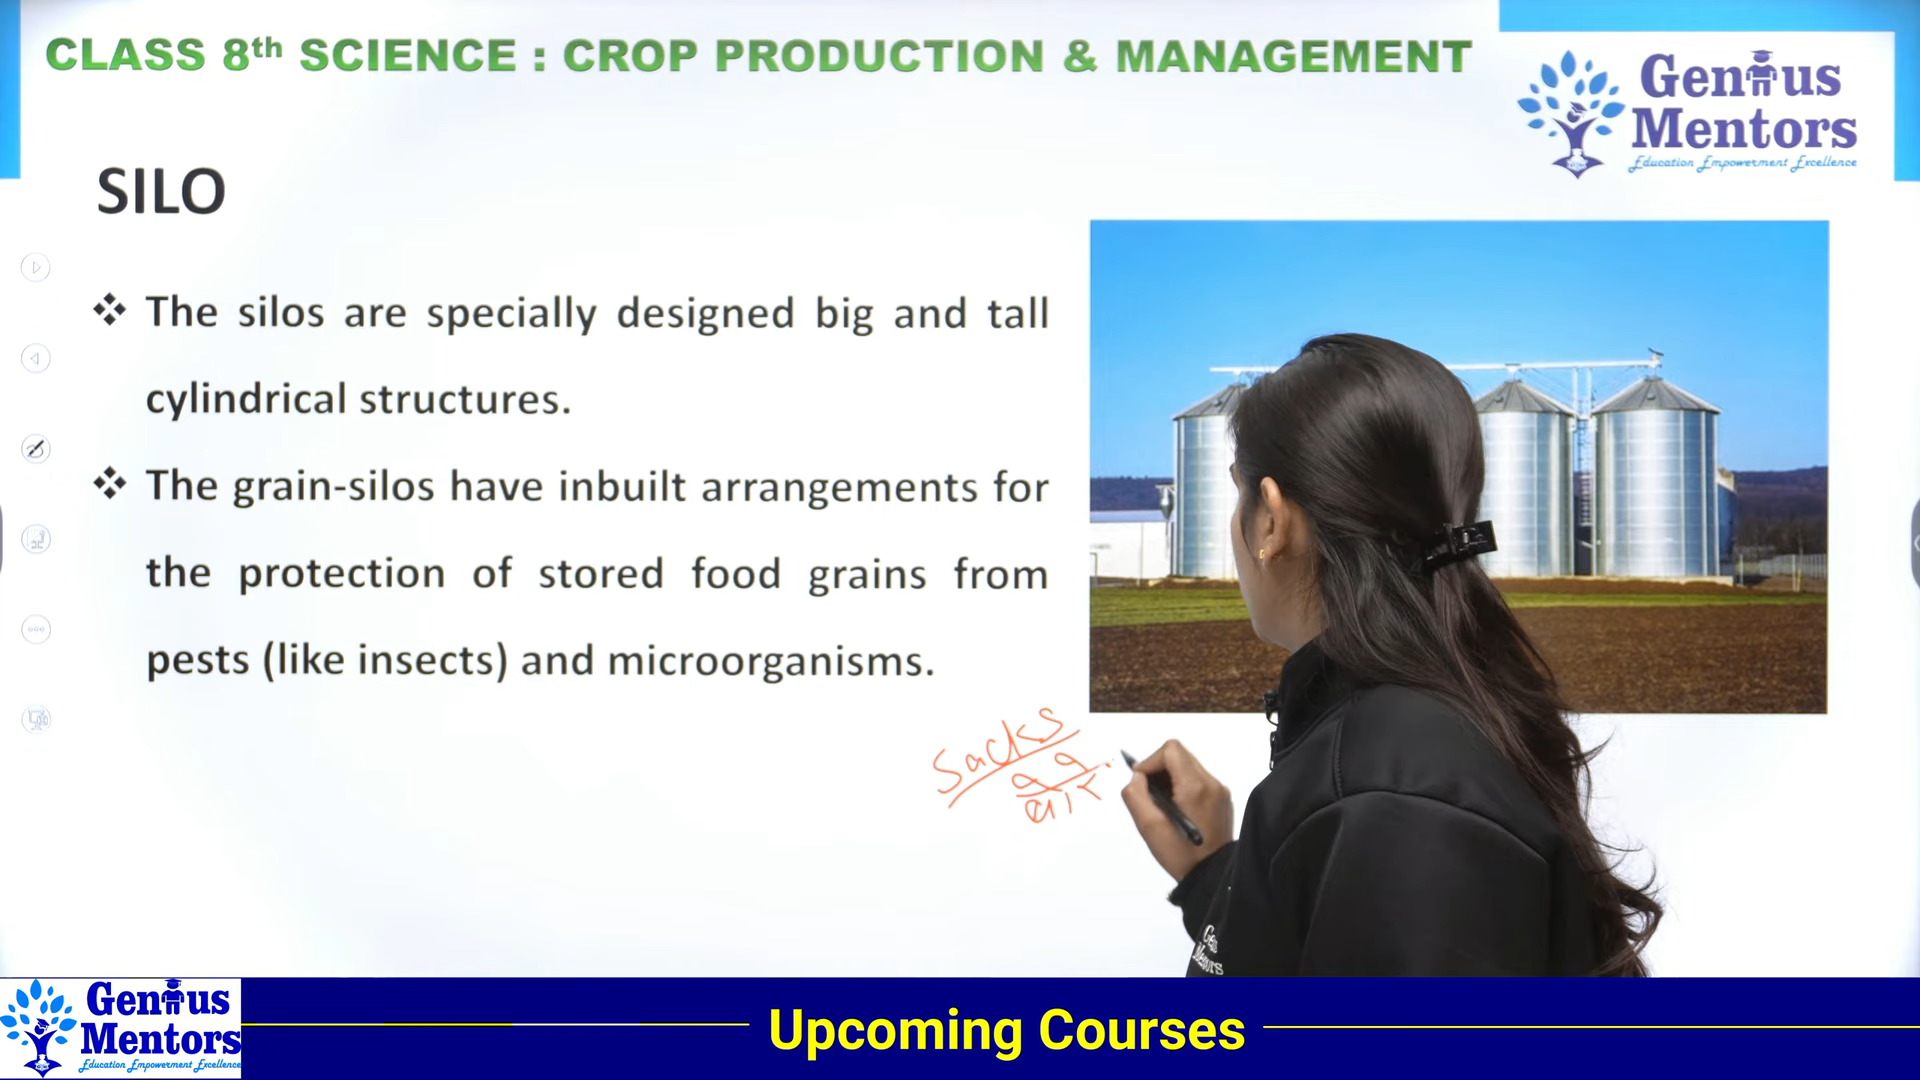 CLASS 8th SCIENCE : CROP PRODUCTION & MANAGEMENT
Genius
Mentors
Education Empowerment Excellence
SILO
❖ The silos are specially designed big and tall
cylindrical structures.
❖ The grain-silos have inbuilt arrangements for
the protection of stored food grains from
pests (like insects) and microorganisms.
Sacks
air
Genius
Mentors
Education Empowerment Excellence
Upcoming Courses